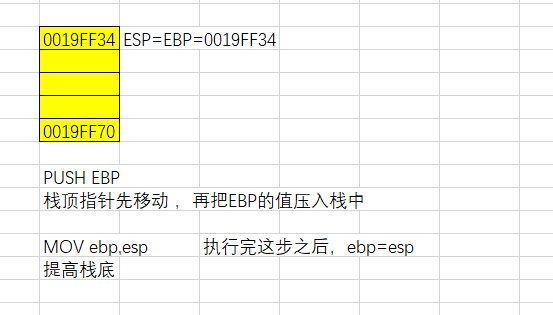 0019FF34 ESP=EBP=0019FF34
0019FF70
PUSH EBP
栈顶指针先移动 ，再把EBP的值压入栈中
MOV ebp,esp 执行完这步之后，ebp=esp
提高栈底